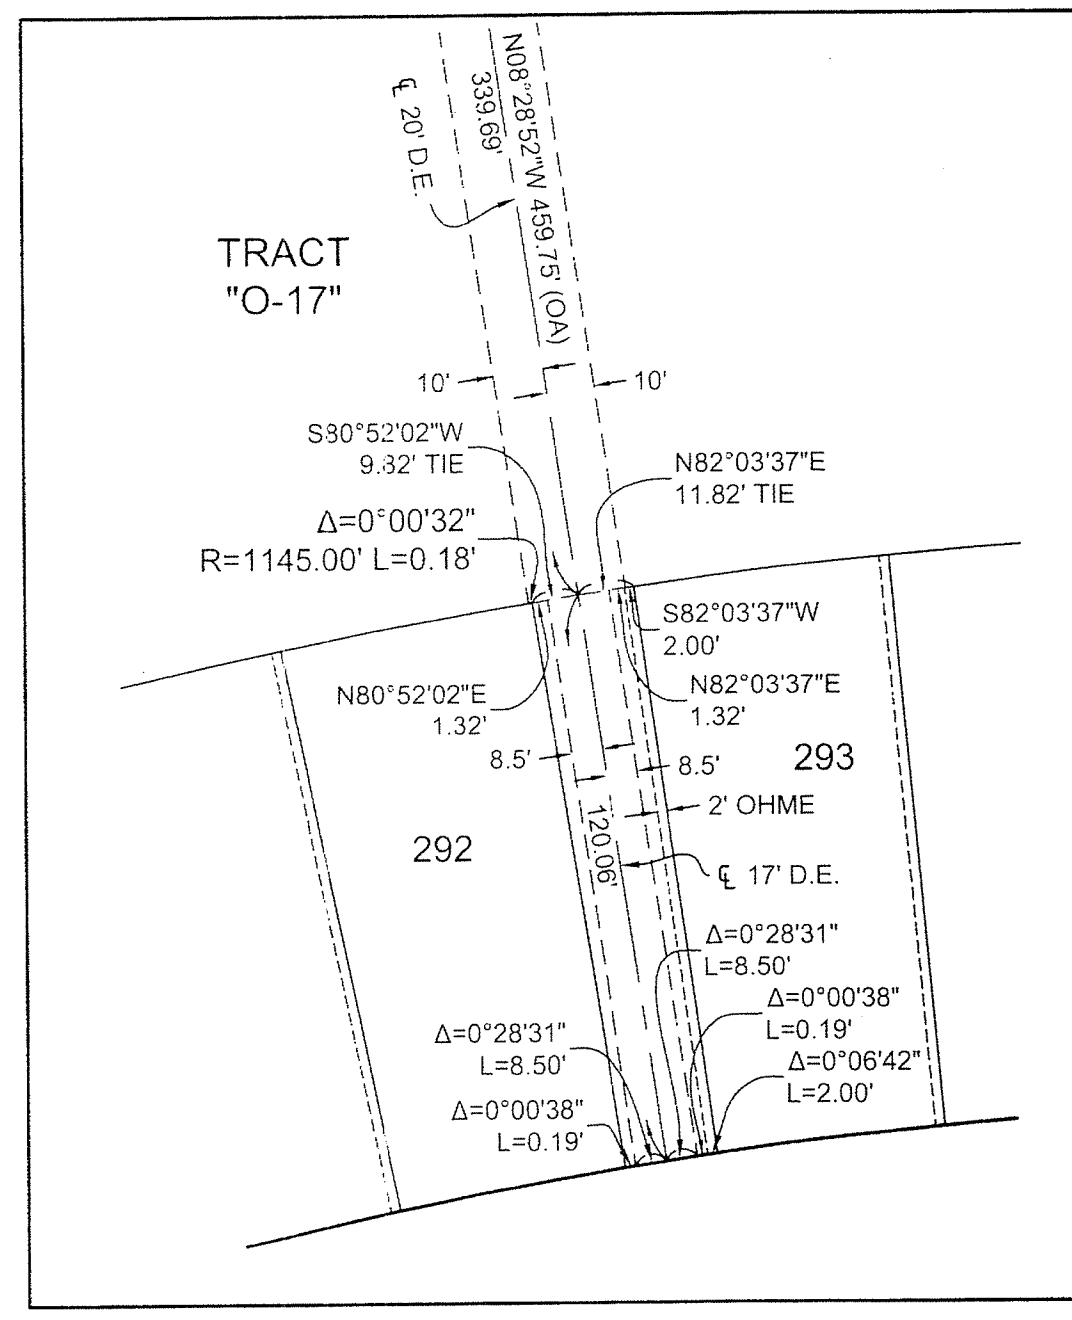 N08°28'52"W 459.75' (OA)
339.69'
℄ 20' D.E.
TRACT
"O-17"
10'
10'
S80°52'02"W
9.82' TIE
N82°03'37"E
11.82' TIE
Δ=0°00'32"
R=1145.00' L=0.18'
S82°03'37"W
2.00'
N80°52'02"E
1.32'
N82°03'37"E
1.32'
8.5'
8.5'
293
2' OHME
120.06'
292
℄ 17' D.E.
Δ=0°28'31"
L=8.50'
Δ=0°00'38"
L=0.19'
Δ=0°28'31"
L=8.50'
Δ=0°06'42"
L=2.00'
Δ=0°00'38"
L=0.19'